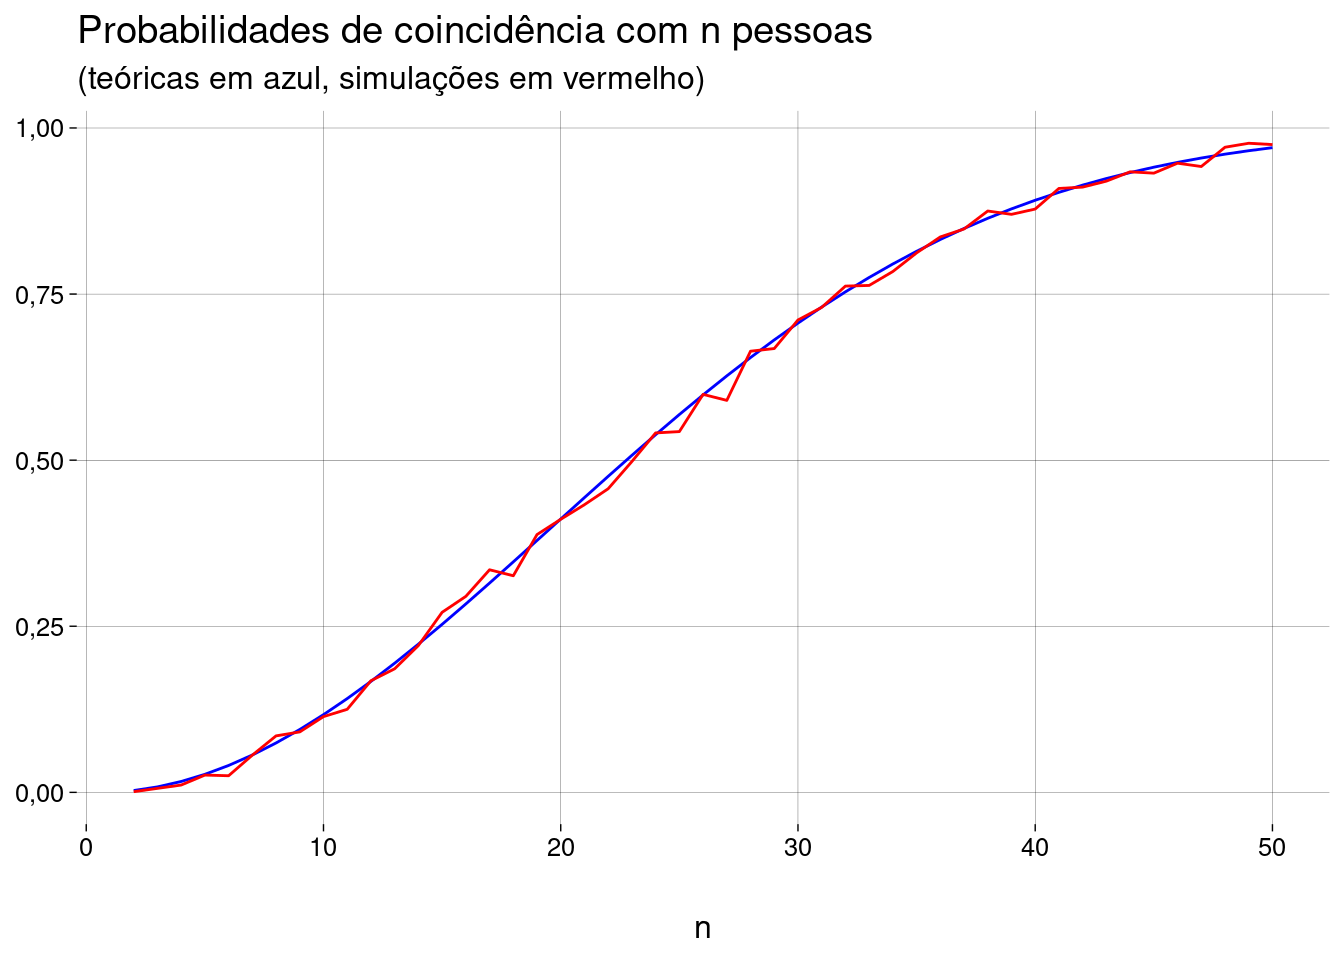 Probabilidades de coincidência com n pessoas
(teóricas em azul, simulações em vermelho)
1,00
0,75
0,50
0,25
0,00
0 10 20 30 40 50
n